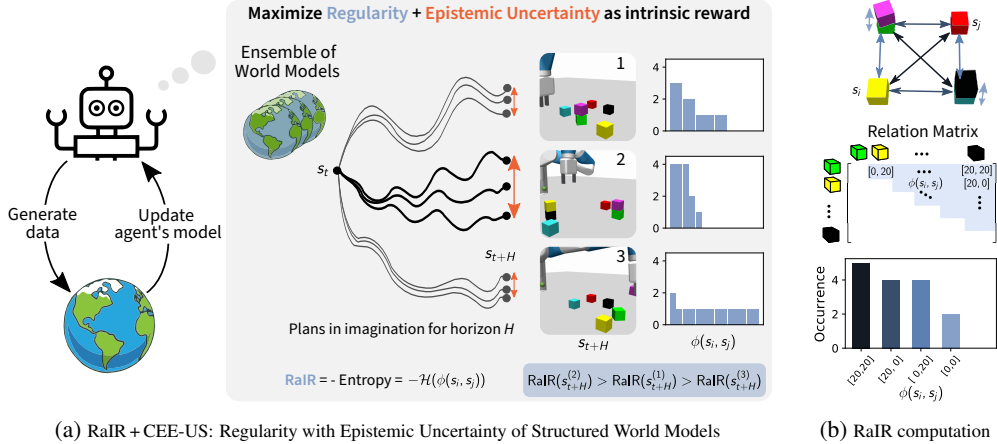 Maximize Regularity + Epistemic Uncertainty as intrinsic reward
Ensemble of
World Models
s_t
s_{t+H}
Plans in imagination for horizon H
Generate
data
Update
agent's model
1
4
2
0
2
4
2
0
3
4
2
0
s_{t+H}
ϕ(s_i, s_j)
RaIR = - Entropy = −ℋ(ϕ(s_i, s_j))
RaIR(s_{t+H}^{(2)}) > RaIR(s_{t+H}^{(1)}) > RaIR(s_{t+H}^{(3)})
(a) RaIR + CEE-US: Regularity with Epistemic Uncertainty of Structured World Models
s_j
s_i
Relation Matrix
[0, 20] ••• [20, 20]
ϕ(s_i, s_j) [20, 0]
Occurrence
4
2
0
[20,20]
[20, 0]
[ 0,20]
[0,0]
ϕ(s_i, s_j)
(b) RaIR computation